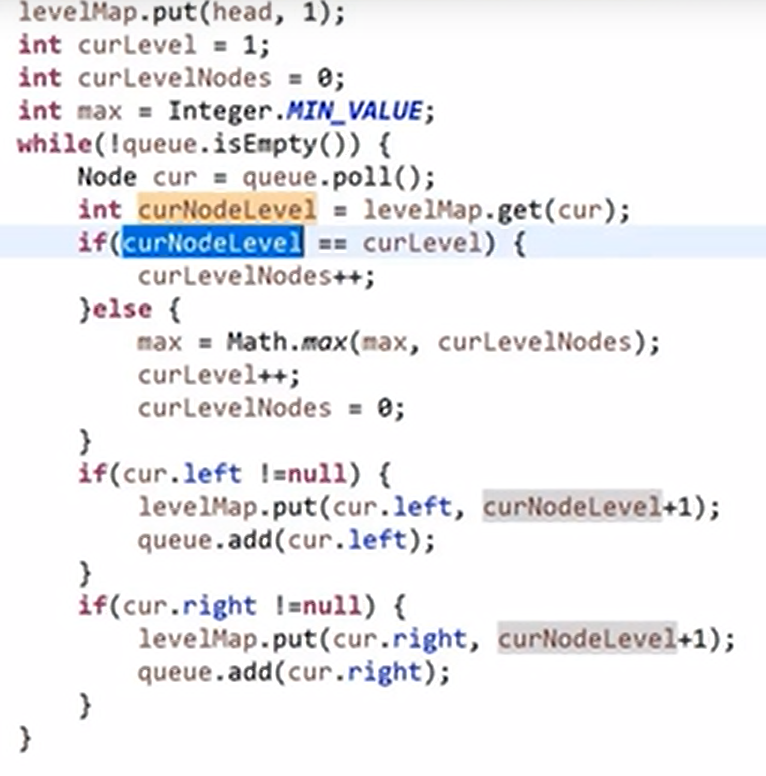 levelMap.put(head, 1);
int curLevel = 1;
int curLevelNodes = 0;
int max = Integer.MIN_VALUE;
while(!queue.isEmpty()) {
    Node cur = queue.poll();
    int curNodeLevel = levelMap.get(cur);
    if(curNodeLevel == curLevel) {
        curLevelNodes++;
    }else {
        max = Math.max(max, curLevelNodes);
        curLevel++;
        curLevelNodes = 0;
    }
    if(cur.left !=null) {
        levelMap.put(cur.left, curNodeLevel+1);
        queue.add(cur.left);
    }
    if(cur.right !=null) {
        levelMap.put(cur.right, curNodeLevel+1);
        queue.add(cur.right);
    }
}